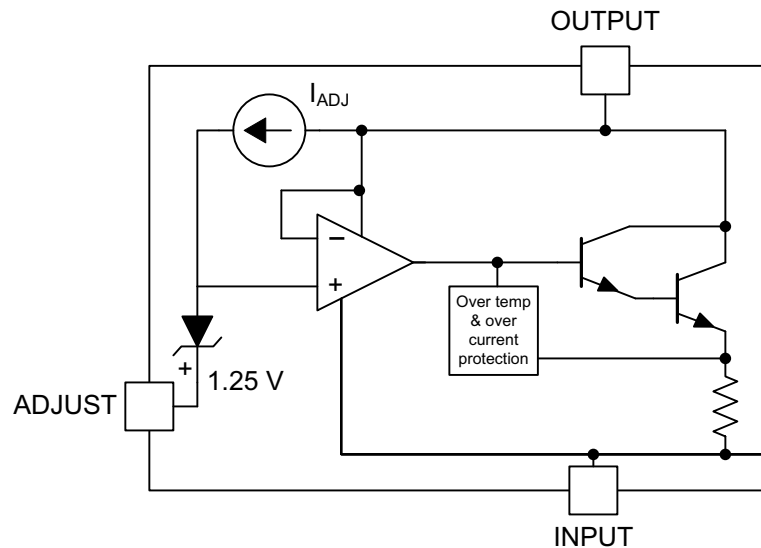 OUTPUT
I_ADJ
−
+
Over temp
& over
current
protection
+
1.25 V
ADJUST
INPUT